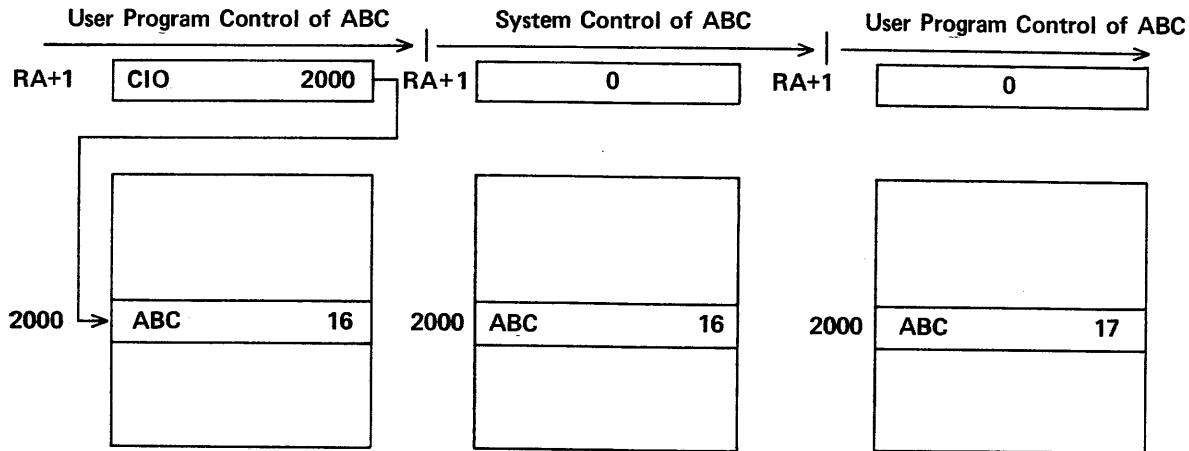 User Program Control of ABC System Control of ABC User Program Control of ABC
RA+1 CIO 2000 RA+1 0 RA+1 0
2000 ABC 16 2000 ABC 16 2000 ABC 17